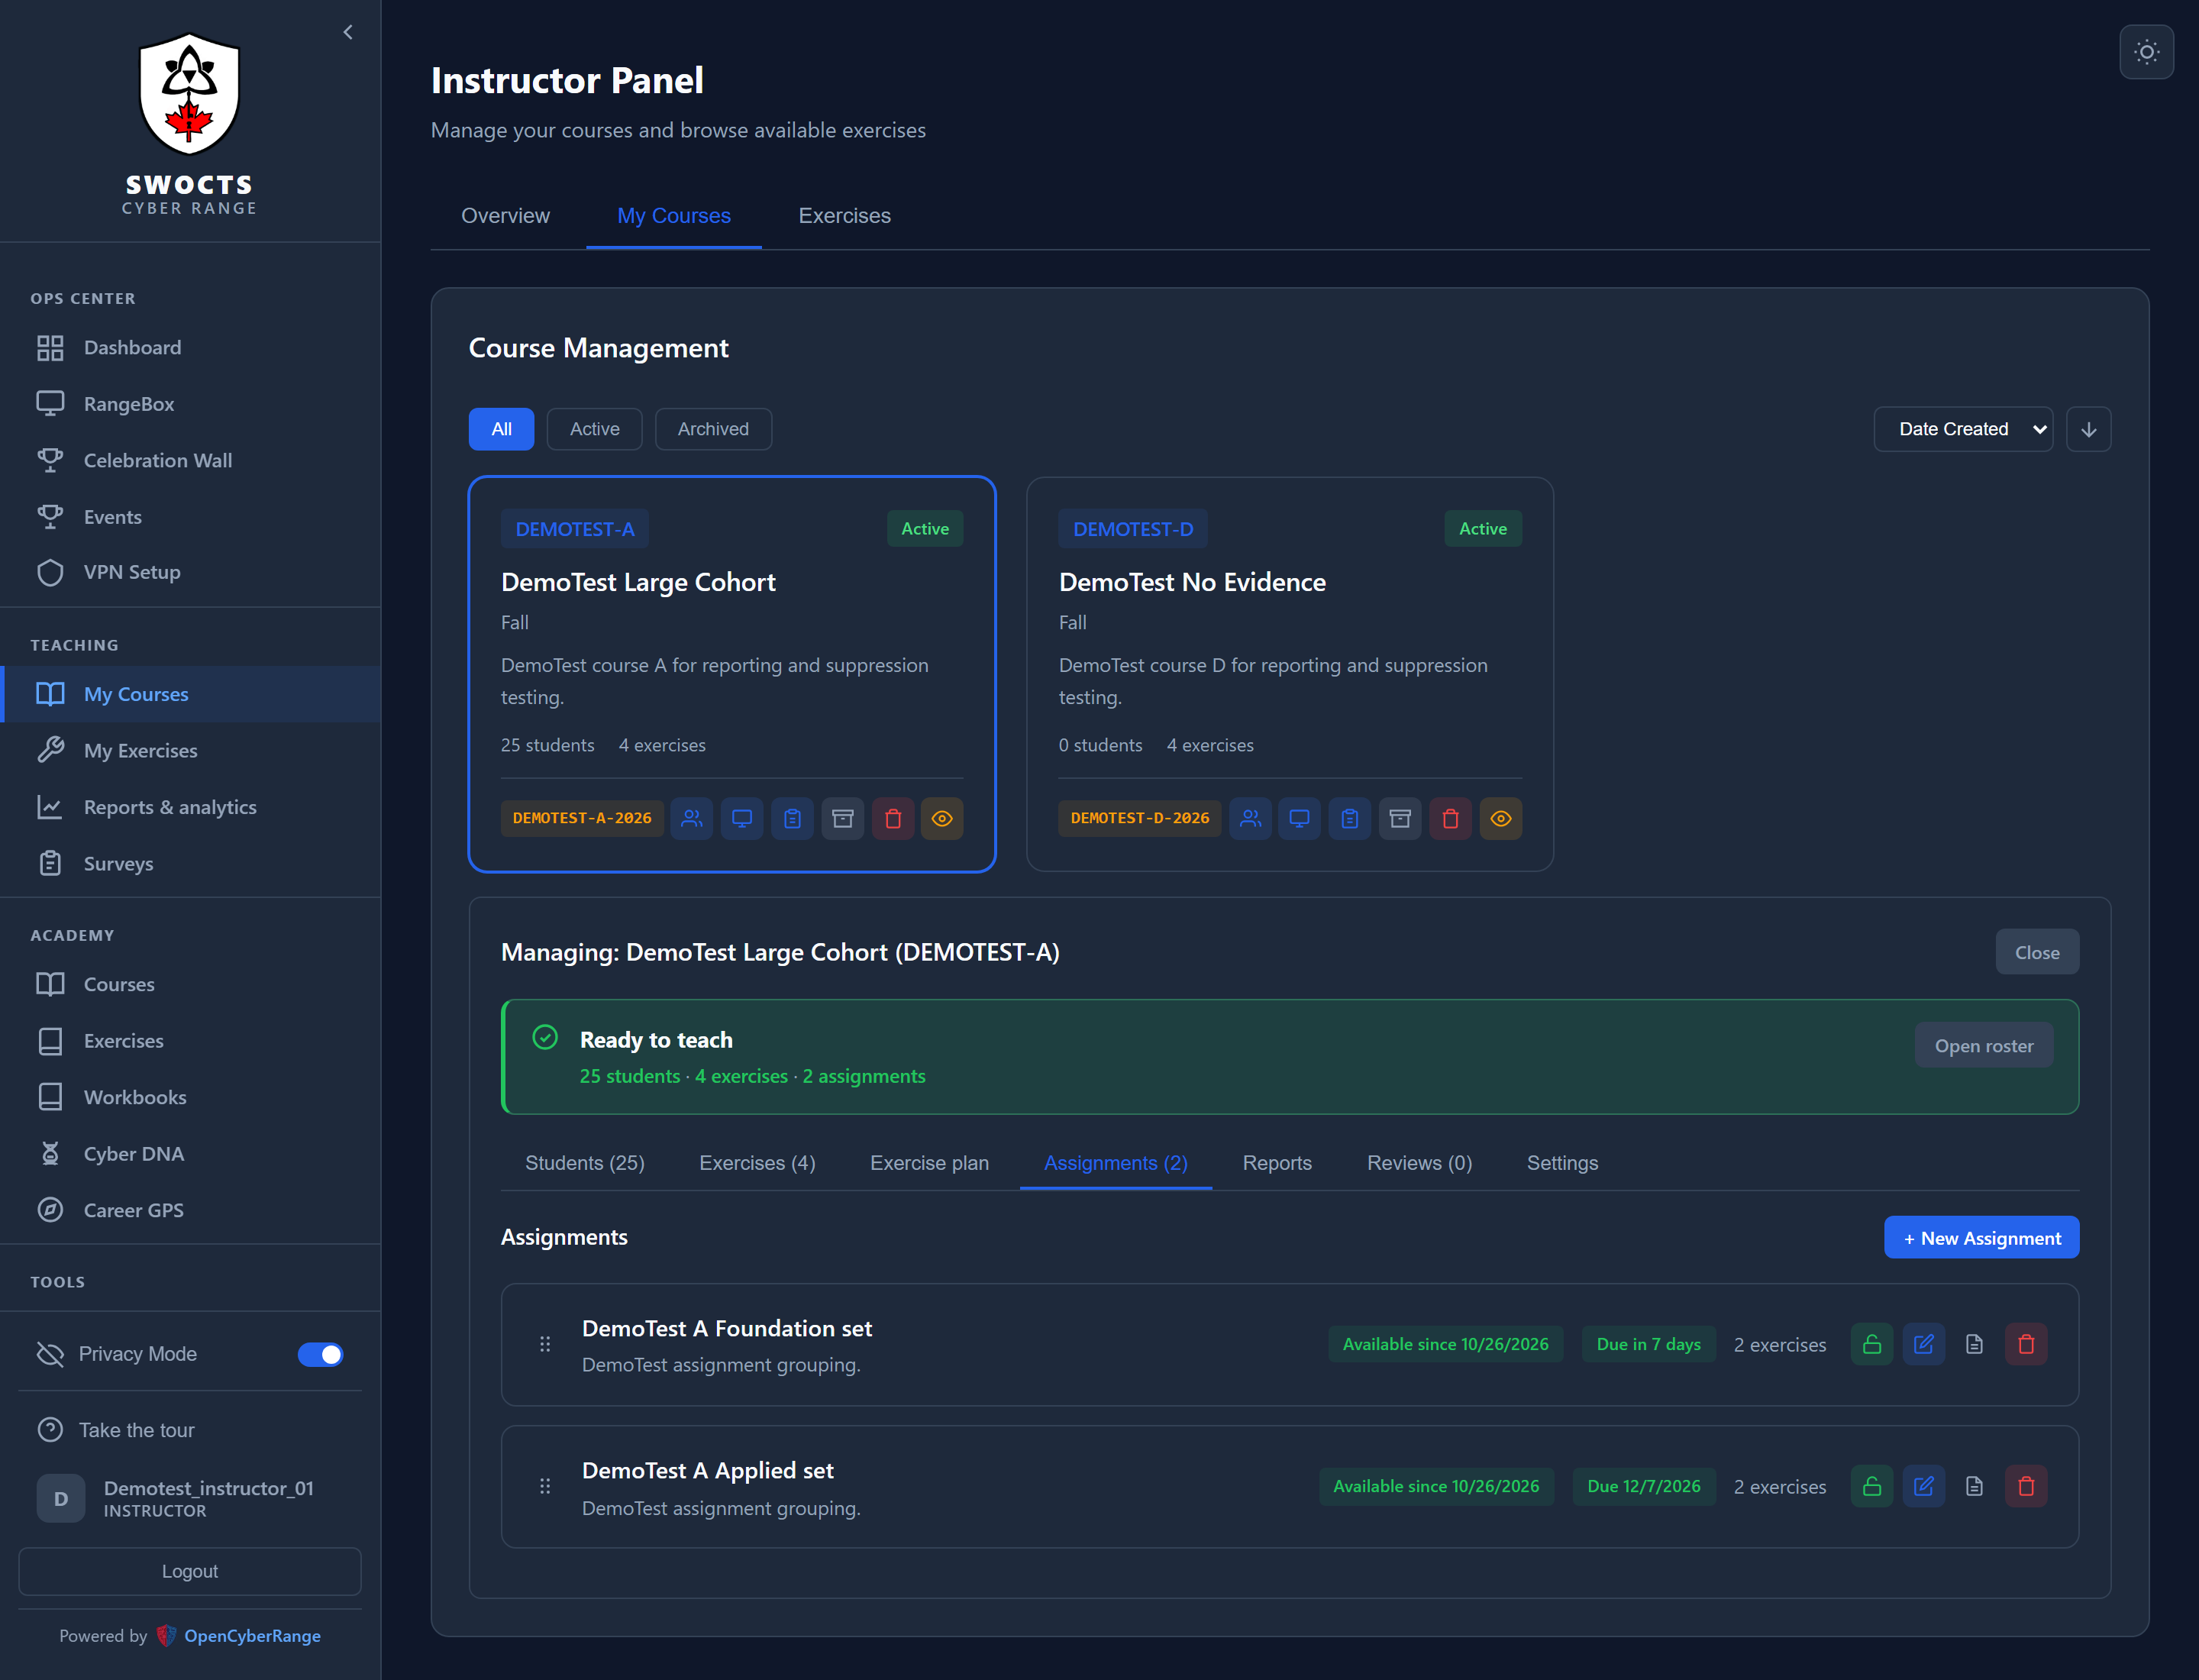 SWOCTS
CYBER RANGE
OPS CENTER
Dashboard
RangeBox
Celebration Wall
Events
VPN Setup
TEACHING
My Courses
My Exercises
Reports & analytics
Surveys
ACADEMY
Courses
Exercises
Workbooks
Cyber DNA
Career GPS
TOOLS
Privacy Mode
Take the tour
D
Demotest_instructor_01
INSTRUCTOR
Logout
Powered by OpenCyberRange
Instructor Panel
Manage your courses and browse available exercises
Overview My Courses Exercises
Course Management
All Active Archived Date Created
DEMOTEST-A Active
DemoTest Large Cohort
Fall
DemoTest course A for reporting and suppression
testing.
25 students 4 exercises
DEMOTEST-A-2026
DEMOTEST-D Active
DemoTest No Evidence
Fall
DemoTest course D for reporting and suppression
testing.
0 students 4 exercises
DEMOTEST-D-2026
Managing: DemoTest Large Cohort (DEMOTEST-A) Close
Ready to teach
25 students · 4 exercises · 2 assignments
Open roster
Students (25) Exercises (4) Exercise plan Assignments (2) Reports Reviews (0) Settings
Assignments + New Assignment
DemoTest A Foundation set
DemoTest assignment grouping.
Available since 10/26/2026 Due in 7 days 2 exercises
DemoTest A Applied set
DemoTest assignment grouping.
Available since 10/26/2026 Due 12/7/2026 2 exercises